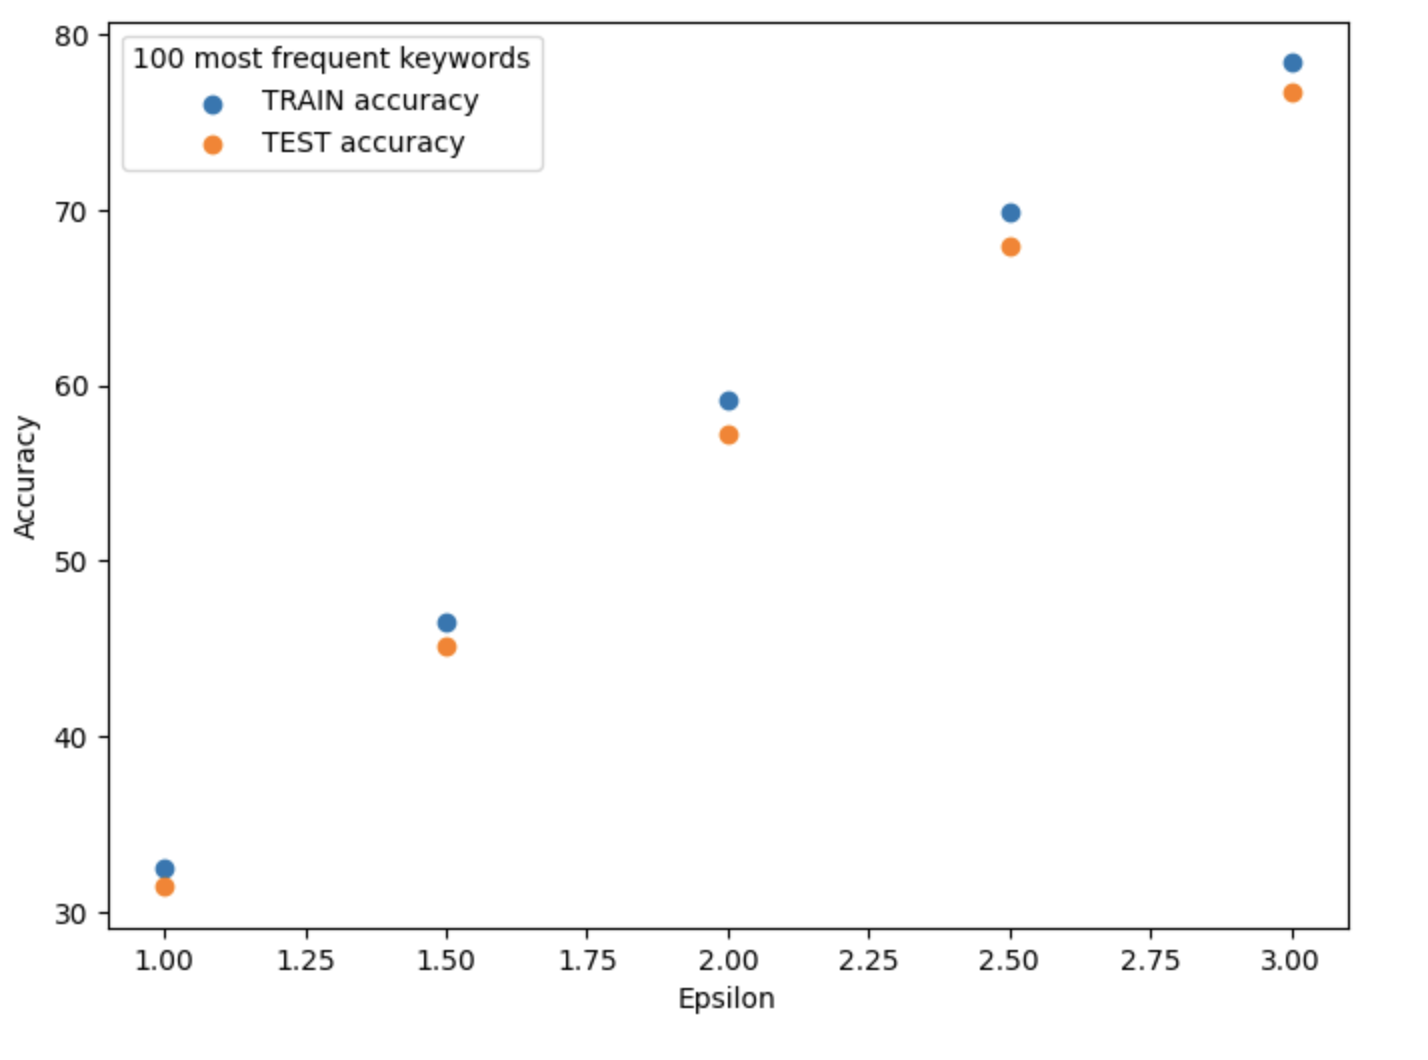 80
100 most frequent keywords
TRAIN accuracy
TEST accuracy
70
60
50
40
30
Accuracy
1.00 1.25 1.50 1.75 2.00 2.25 2.50 2.75 3.00
Epsilon